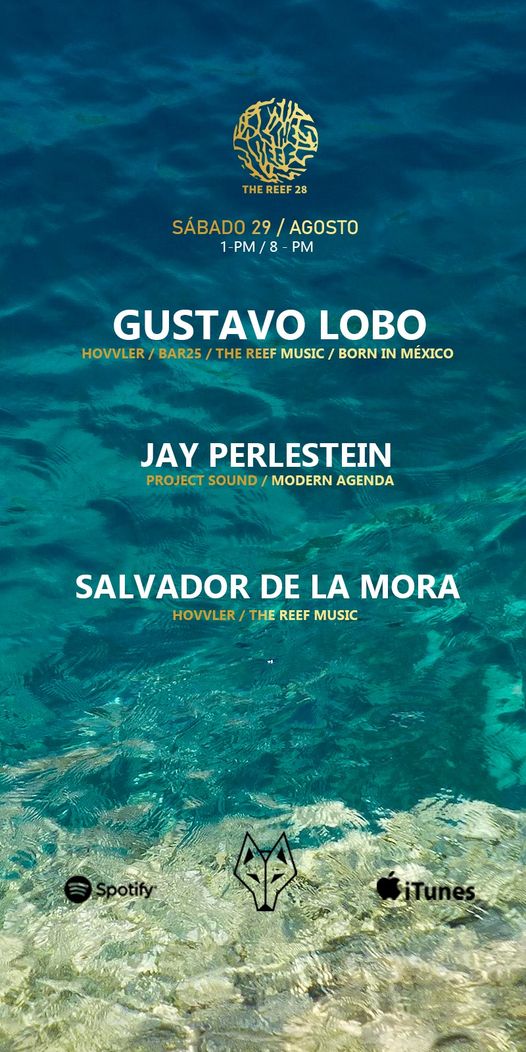 THE REEF 28
SÁBADO 29 / AGOSTO
1-PM / 8 - PM
GUSTAVO LOBO
HOVVLER / BAR25 / THE REEF MUSIC / BORN IN MÉXICO
JAY PERLESTEIN
PROJECT SOUND / MODERN AGENDA
SALVADOR DE LA MORA
HOVVLER / THE REEF MUSIC
Spotify
iTunes